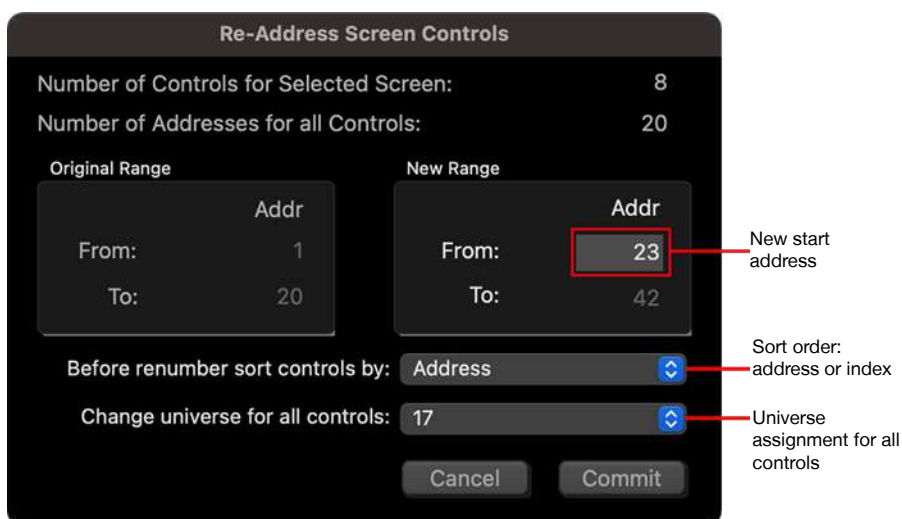 Re-Address Screen Controls
Number of Controls for Selected Screen: 8
Number of Addresses for all Controls: 20
Original Range New Range
Addr Addr
From: 1 From: 23
To: 20 To: 42
New start
address
Before renumber sort controls by: Address
Sort order:
address or index
Change universe for all controls: 17
Universe
assignment for all
controls
Cancel Commit